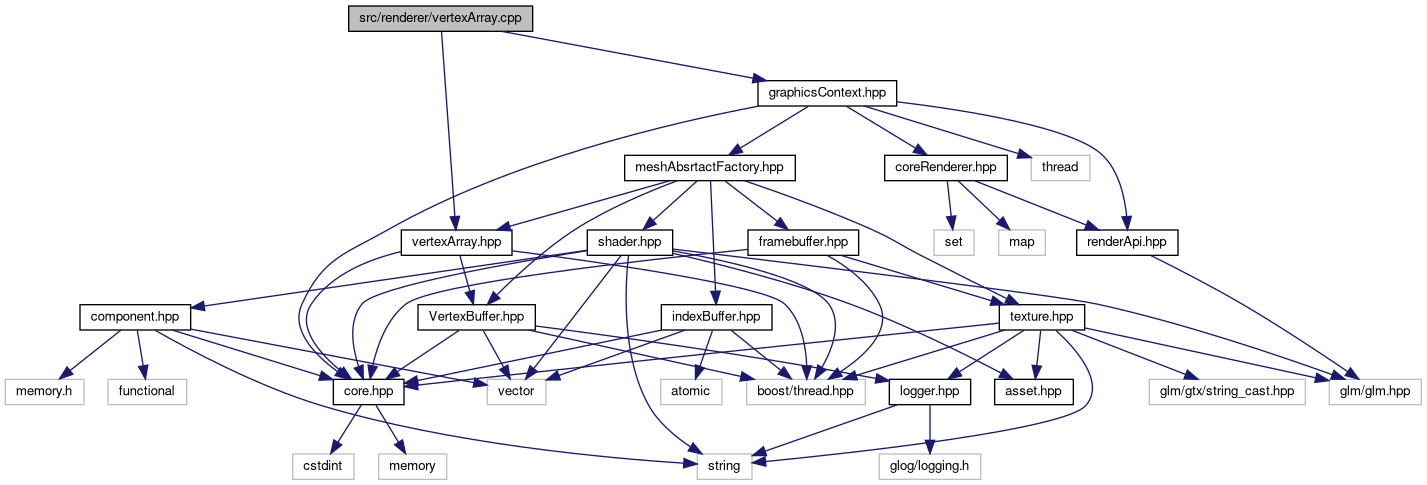 src/renderer/vertexArray.cpp
graphicsContext.hpp
meshAbsrtactFactory.hpp
coreRenderer.hpp
thread
vertexArray.hpp
shader.hpp
framebuffer.hpp
set
map
renderApi.hpp
component.hpp
VertexBuffer.hpp
indexBuffer.hpp
texture.hpp
memory.h
functional
core.hpp
vector
atomic
boost/thread.hpp
logger.hpp
asset.hpp
glm/gtx/string_cast.hpp
glm/glm.hpp
cstdint
memory
string
glog/logging.h